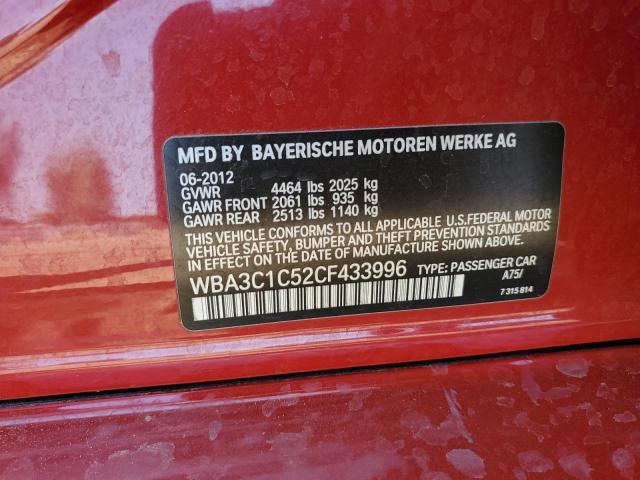 MFD BY BAYERISCHE MOTOREN WERKE AG
06-2012
GVWR 4464 lbs 2025 kg
GAWR FRONT 2061 lbs 935 kg
GAWR REAR 2513 lbs 1140 kg
THIS VEHICLE CONFORMS TO ALL APPLICABLE U.S.FEDERAL MOTOR
VEHICLE SAFETY, BUMPER AND THEFT PREVENTION STANDARDS
IN EFFECT ON THE DATE OF MANUFACTURE SHOWN ABOVE.
WBA3C1C52CF433996 TYPE: PASSENGER CAR
A75/
7 315 814